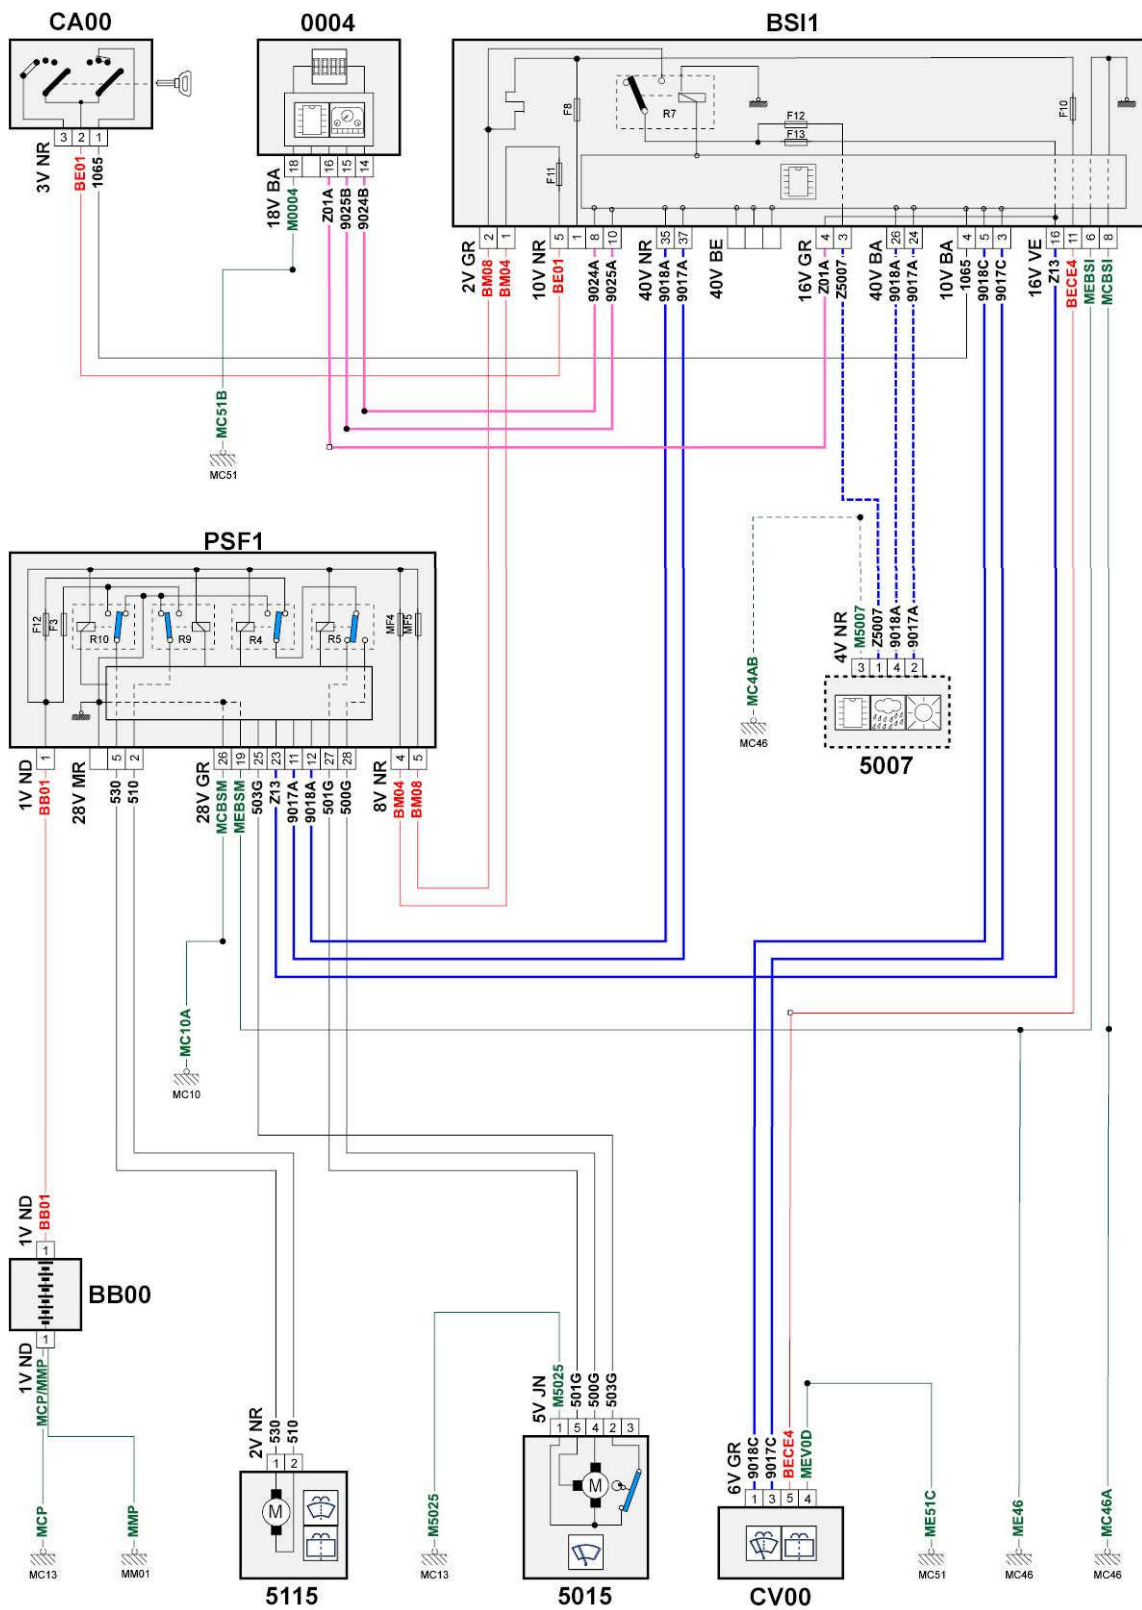 CA00
0004
BSI1
R7
F8
F12
F13
F10
F11
3V NR
3 2 1
BE01
1065
18V BA
18 16 15 14
M0004
Z01A
9025B
9024B
2V GR
2 1
BM08
BM04
10V NR
5 1 8 10
BE01
9024A
9025A
40V NR
35 37
9018A
9017A
40V BE
16V GR
4 3
Z01A
Z5007
40V BA
26 24
9018A
9017A
10V BA
4 5 3
1065
9018C
9017C
16V VE
16 11 6 8
Z13
BECE4
MEBSI
MCBSI
MC51B
MC51
PSF1
F12
F3
R10
R9
R4
R5
MF4
MF5
1V ND
1
BB01
28V MR
5 2
530
510
28V GR
26 19 25 23 11 12 27 28
MCBSM
MEBSM
503G
Z13
9017A
9018A
501G
500G
8V NR
4 5
BM04
BM08
MC4AB
MC46
4V NR
M5007
Z5007
9018A
9017A
3 1 4 2
5007
MC10A
MC10
1V ND
BB01
1
BB00
1
1V ND
MCP/MMP
MCP
MC13
MMP
MM01
2V NR
530
510
1 2
M
5115
M5025
MC13
5V JN
M5025
501G
500G
503G
1 5 4 2 3
M
5015
6V GR
9018C
9017C
BECE4
MEV0D
1 3 5 4
CV00
ME51C
MC51
ME46
MC46
MC46A
MC46